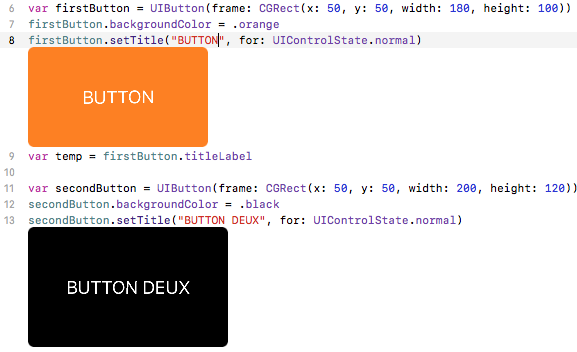 6 var firstButton = UIButton(frame: CGRect(x: 50, y: 50, width: 180, height: 100))
7 firstButton.backgroundColor = .orange
8 firstButton.setTitle("BUTTON", for: UIControlState.normal)
BUTTON
9 var temp = firstButton.titleLabel
10
11 var secondButton = UIButton(frame: CGRect(x: 50, y: 50, width: 200, height: 120))
12 secondButton.backgroundColor = .black
13 secondButton.setTitle("BUTTON DEUX", for: UIControlState.normal)
BUTTON DEUX